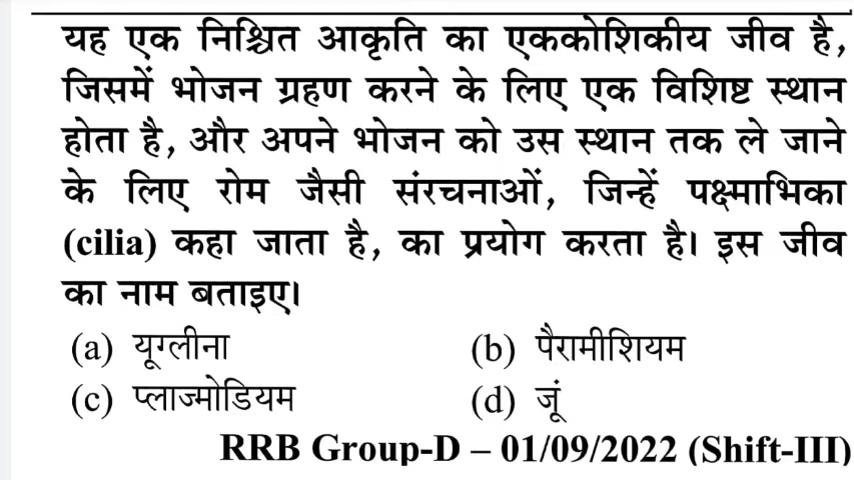 यह एक निश्चित आकृति का एककोशिकीय जीव है,
जिसमें भोजन ग्रहण करने के लिए एक विशिष्ट स्थान
होता है, और अपने भोजन को उस स्थान तक ले जाने
के लिए रोम जैसी संरचनाओं, जिन्हें पक्ष्माभिका
(cilia) कहा जाता है, का प्रयोग करता है। इस जीव
का नाम बताइए।
(a) यूग्लीना (b) पैरामीशियम
(c) प्लाज्मोडियम (d) जूं
RRB Group-D – 01/09/2022 (Shift-III)